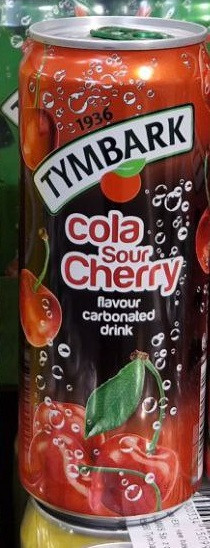 1936
TYMBARK
cola
Sour
Cherry
flavour
carbonated
drink